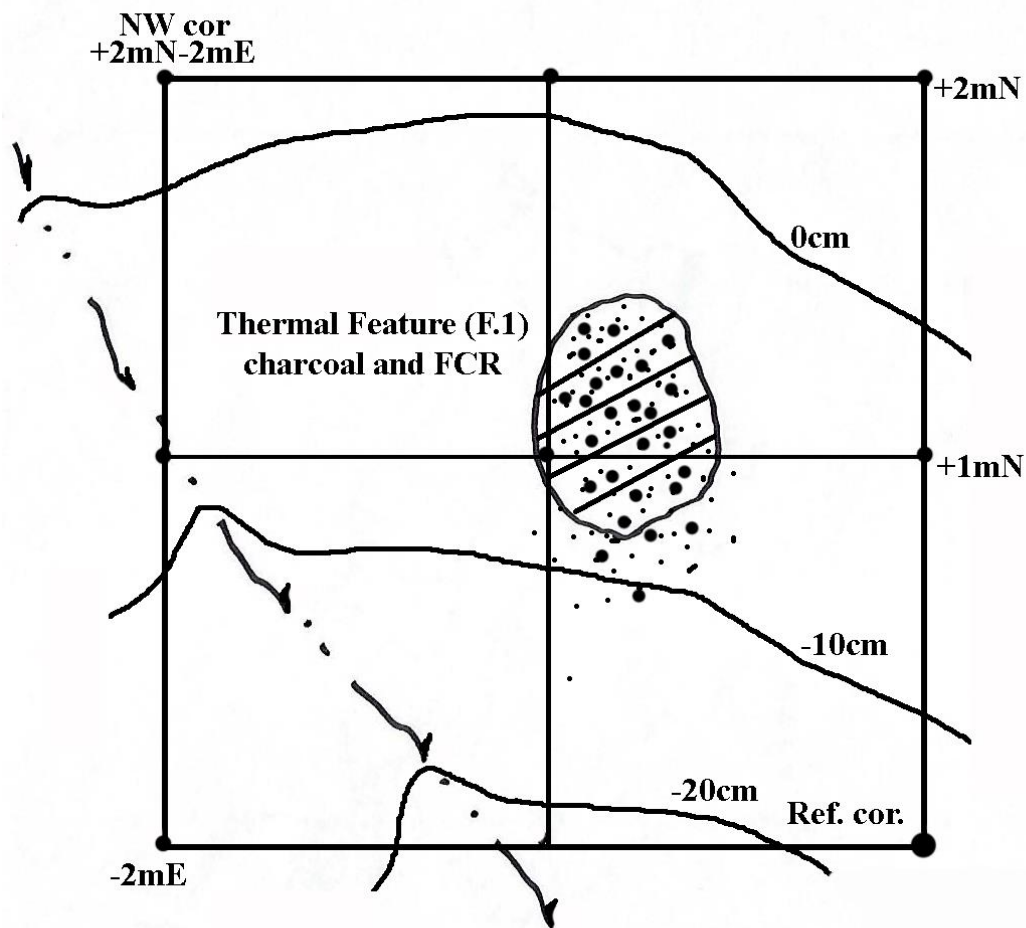 NW cor
+2mN-2mE
+2mN
0cm
Thermal Feature (F.1)
charcoal and FCR
+1mN
-10cm
-20cm
Ref. cor.
-2mE